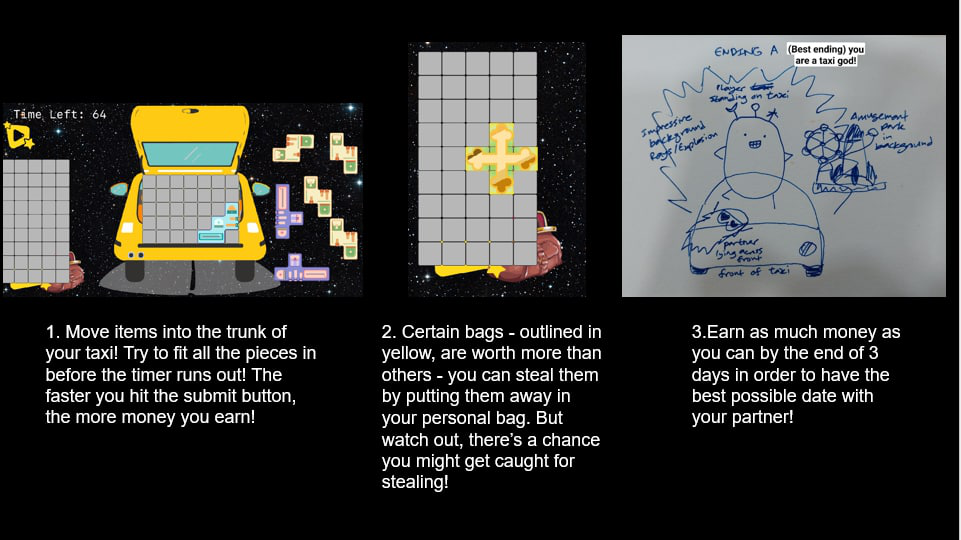 Time Left: 64
ENDING A
(Best ending) you
are a taxi god!
Player
standing on taxi
Impressive
background
Rays/Explosion
Amusement
park
in
background
partner
lying across
front
front of taxi
1. Move items into the trunk of
your taxi! Try to fit all the pieces in
before the timer runs out! The
faster you hit the submit button,
the more money you earn!
2. Certain bags - outlined in
yellow, are worth more than
others - you can steal them
by putting them away in
your personal bag. But
watch out, there's a chance
you might get caught for
stealing!
3.Earn as much money as
you can by the end of 3
days in order to have the
best possible date with
your partner!